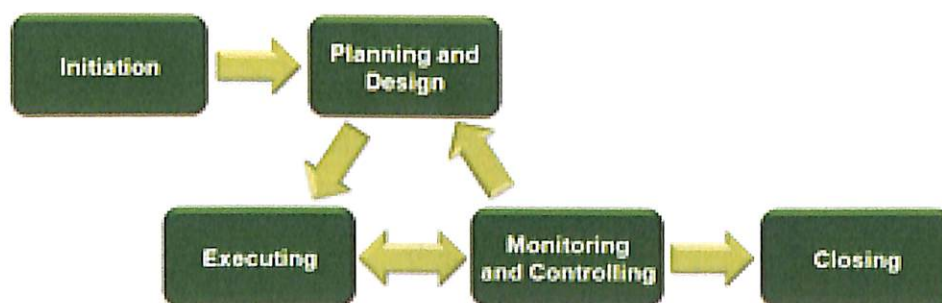 Initiation
Planning and
Design
Executing
Monitoring
and Controlling
Closing